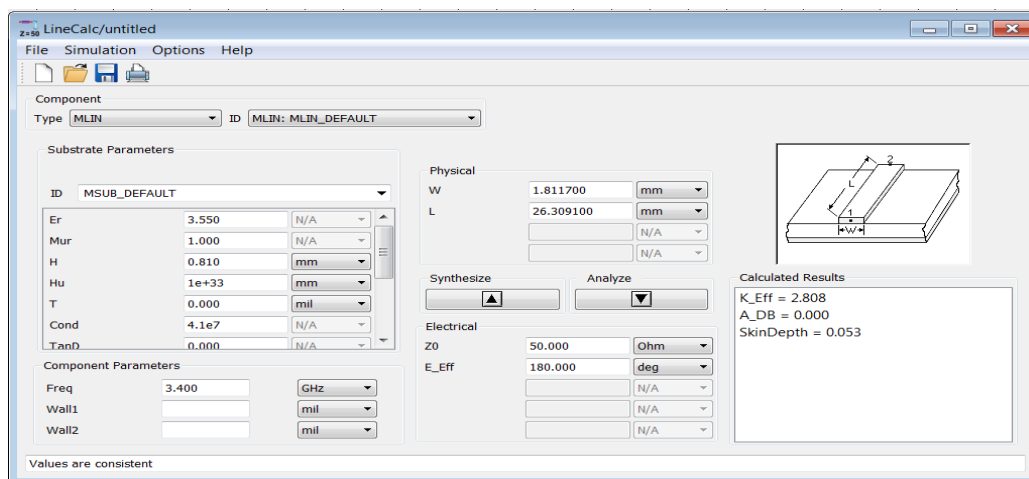 Z=50 LineCalc/untitled
File Simulation Options Help
Component
Type MLIN ID MLIN: MLIN_DEFAULT
Substrate Parameters
ID MSUB_DEFAULT
Er 3.550 N/A
Mur 1.000 N/A
H 0.810 mm
Hu 1e+33 mm
T 0.000 mil
Cond 4.1e7 N/A
TanD 0.000 N/A
Component Parameters
Freq 3.400 GHz
Wall1 mil
Wall2 mil
Physical
W 1.811700 mm
L 26.309100 mm
N/A
N/A
Synthesize Analyze
Electrical
Z0 50.000 Ohm
E_Eff 180.000 deg
N/A
N/A
N/A
2
L
1
W
Calculated Results
K_Eff = 2.808
A_DB = 0.000
SkinDepth = 0.053
Values are consistent